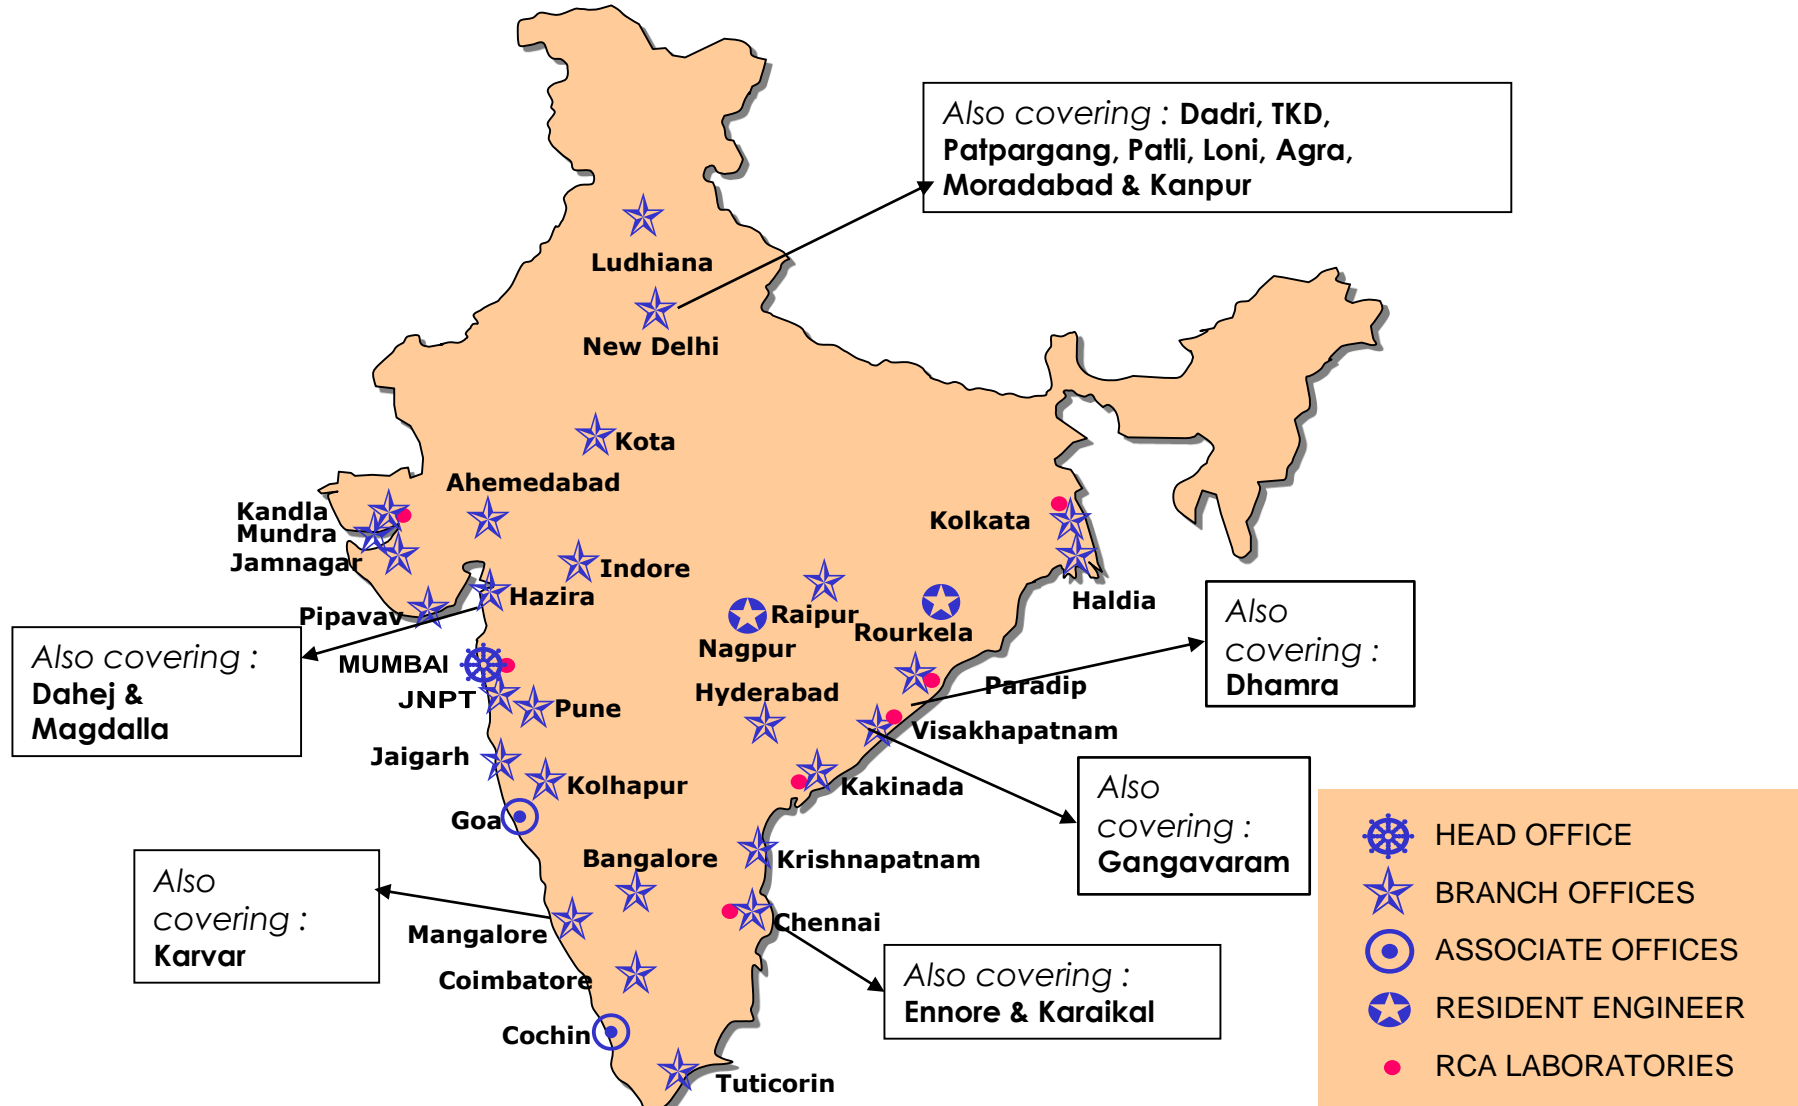 Also covering : Dadri, TKD,
Patpargang, Patli, Loni, Agra,
Moradabad & Kanpur
Ludhiana
New Delhi
Kota
Ahemedabad
Kandla
Mundra
Jamnagar
Kolkata
Indore
Hazira
Pipavav
Haldia
Raipur
Rourkela
Nagpur
Also
covering :
Dhamra
Also covering :
Dahej &
Magdalla
MUMBAI
JNPT
Pune
Hyderabad
Paradip
Visakhapatnam
Jaigarh
Kolhapur
Kakinada
Goa
Also
covering :
Gangavaram
Bangalore
Krishnapatnam
Also
covering :
Karvar
Mangalore
Chennai
Coimbatore
Also covering :
Ennore & Karaikal
Cochin
Tuticorin
HEAD OFFICE
BRANCH OFFICES
ASSOCIATE OFFICES
RESIDENT ENGINEER
RCA LABORATORIES